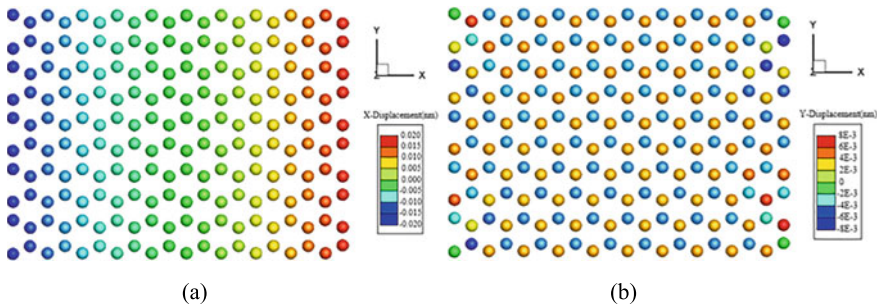 Y
X
Z
X-Displacement(nm)
0.020
0.015
0.010
0.005
0.000
-0.005
-0.010
-0.015
-0.020
(a)
Y
X
Z
Y-Displacement(nm)
8E-3
6E-3
4E-3
2E-3
0
-2E-3
-4E-3
-6E-3
-8E-3
(b)